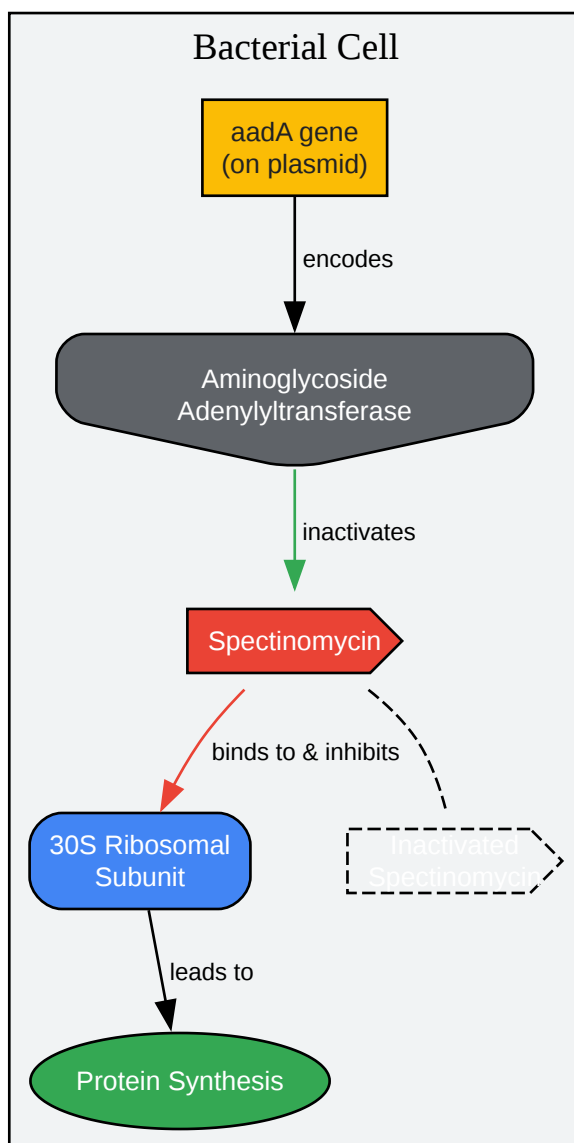 Bacterial Cell
aadA gene
(on plasmid)
encodes
Aminoglycoside
Adenylyltransferase
inactivates
Spectinomycin
binds to & inhibits
30S Ribosomal
Subunit
Inactivated
Spectinomycin
leads to
Protein Synthesis